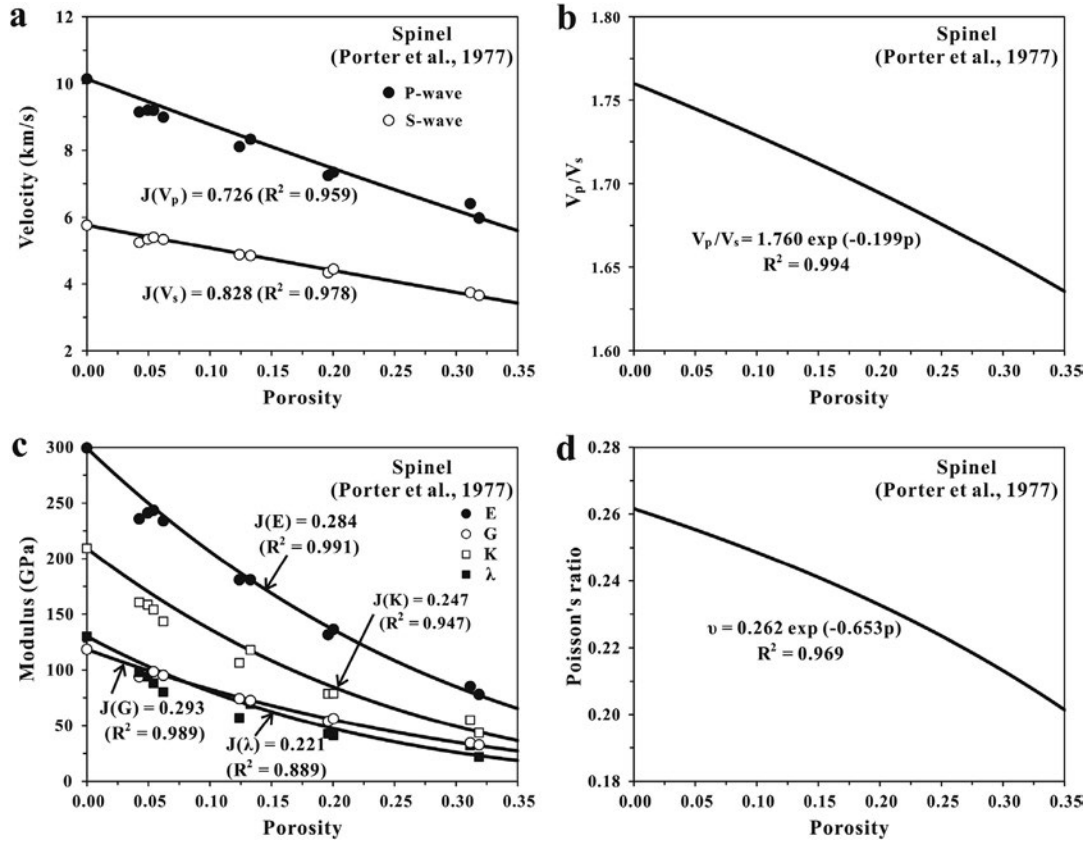 a
12
10
8
6
4
2
Velocity (km/s)
Spinel
(Porter et al., 1977)
P-wave
S-wave
J(Vp) = 0.726 (R² = 0.959)
J(Vs) = 0.828 (R² = 0.978)
0.00 0.05 0.10 0.15 0.20 0.25 0.30 0.35
Porosity
b
1.80
1.75
1.70
1.65
1.60
Vp/Vs
Spinel
(Porter et al., 1977)
Vp/Vs = 1.760 exp (-0.199p)
R² = 0.994
0.00 0.05 0.10 0.15 0.20 0.25 0.30 0.35
Porosity
c
300
250
200
150
100
50
0
Modulus (GPa)
Spinel
(Porter et al., 1977)
E
G
K
λ
J(E) = 0.284
(R² = 0.991)
J(K) = 0.247
(R² = 0.947)
J(G) = 0.293
(R² = 0.989)
J(λ) = 0.221
(R² = 0.889)
0.00 0.05 0.10 0.15 0.20 0.25 0.30 0.35
Porosity
d
0.28
0.26
0.24
0.22
0.20
0.18
Poisson's ratio
Spinel
(Porter et al., 1977)
υ = 0.262 exp (-0.653p)
R² = 0.969
0.00 0.05 0.10 0.15 0.20 0.25 0.30 0.35
Porosity